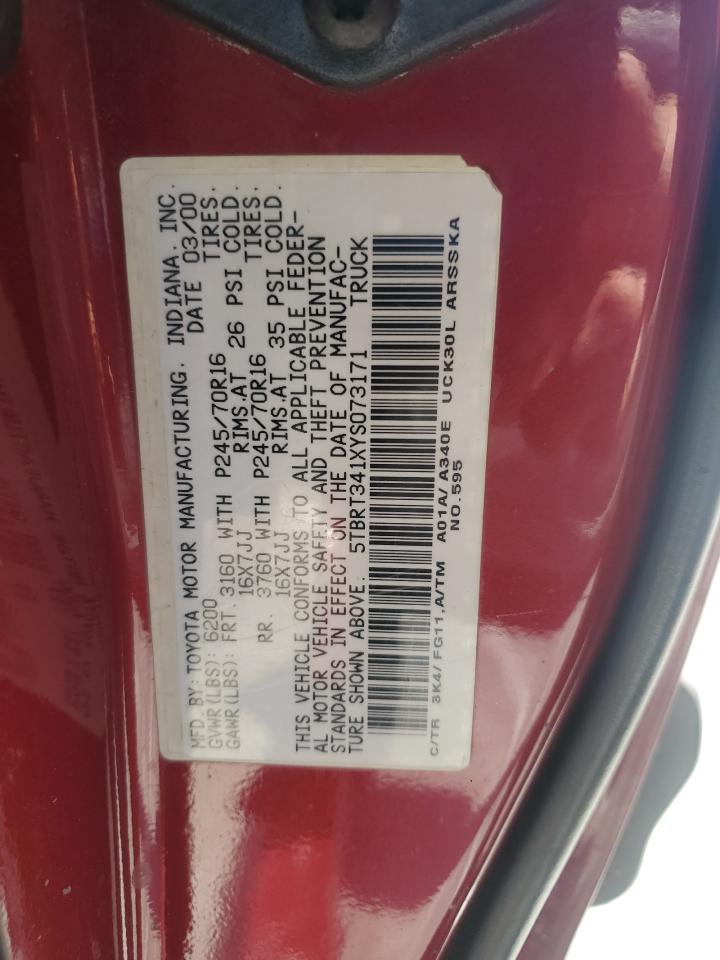 MFD. BY: TOYOTA MOTOR MANUFACTURING, INDIANA, INC.
GVWR(LBS): 6200 DATE 03/00
GAWR(LBS): FRT. 3160 WITH P245/70R16 TIRES,
16X7JJ RIMS,AT 26 PSI COLD.
RR. 3760 WITH P245/70R16 TIRES,
16X7JJ RIMS,AT 35 PSI COLD.
THIS VEHICLE CONFORMS TO ALL APPLICABLE FEDER-
AL MOTOR VEHICLE SAFETY AND THEFT PREVENTION
STANDARDS IN EFFECT ON THE DATE OF MANUFAC-
TURE SHOWN ABOVE. 5TBRT341XYS073171 TRUCK
C/TR 3K4/ FG11,A/TM A01A/ A340E UCK30L ARSSKA
NO.595